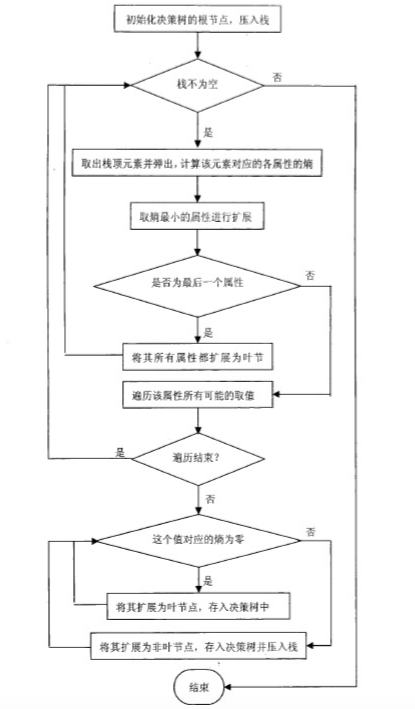 初始化决策树的根节点，压入栈
栈不为空
否
是
取出栈顶元素并弹出，计算该元素对应的各属性的熵
取熵最小的属性进行扩展
是否为最后一个属性
否
是
将其所有属性都扩展为叶节
遍历该属性所有可能的取值
遍历结束？
是
否
这个值对应的熵为零
否
是
将其扩展为叶节点，存入决策树中
将其扩展为非叶节点，存入决策树并压入栈
结束